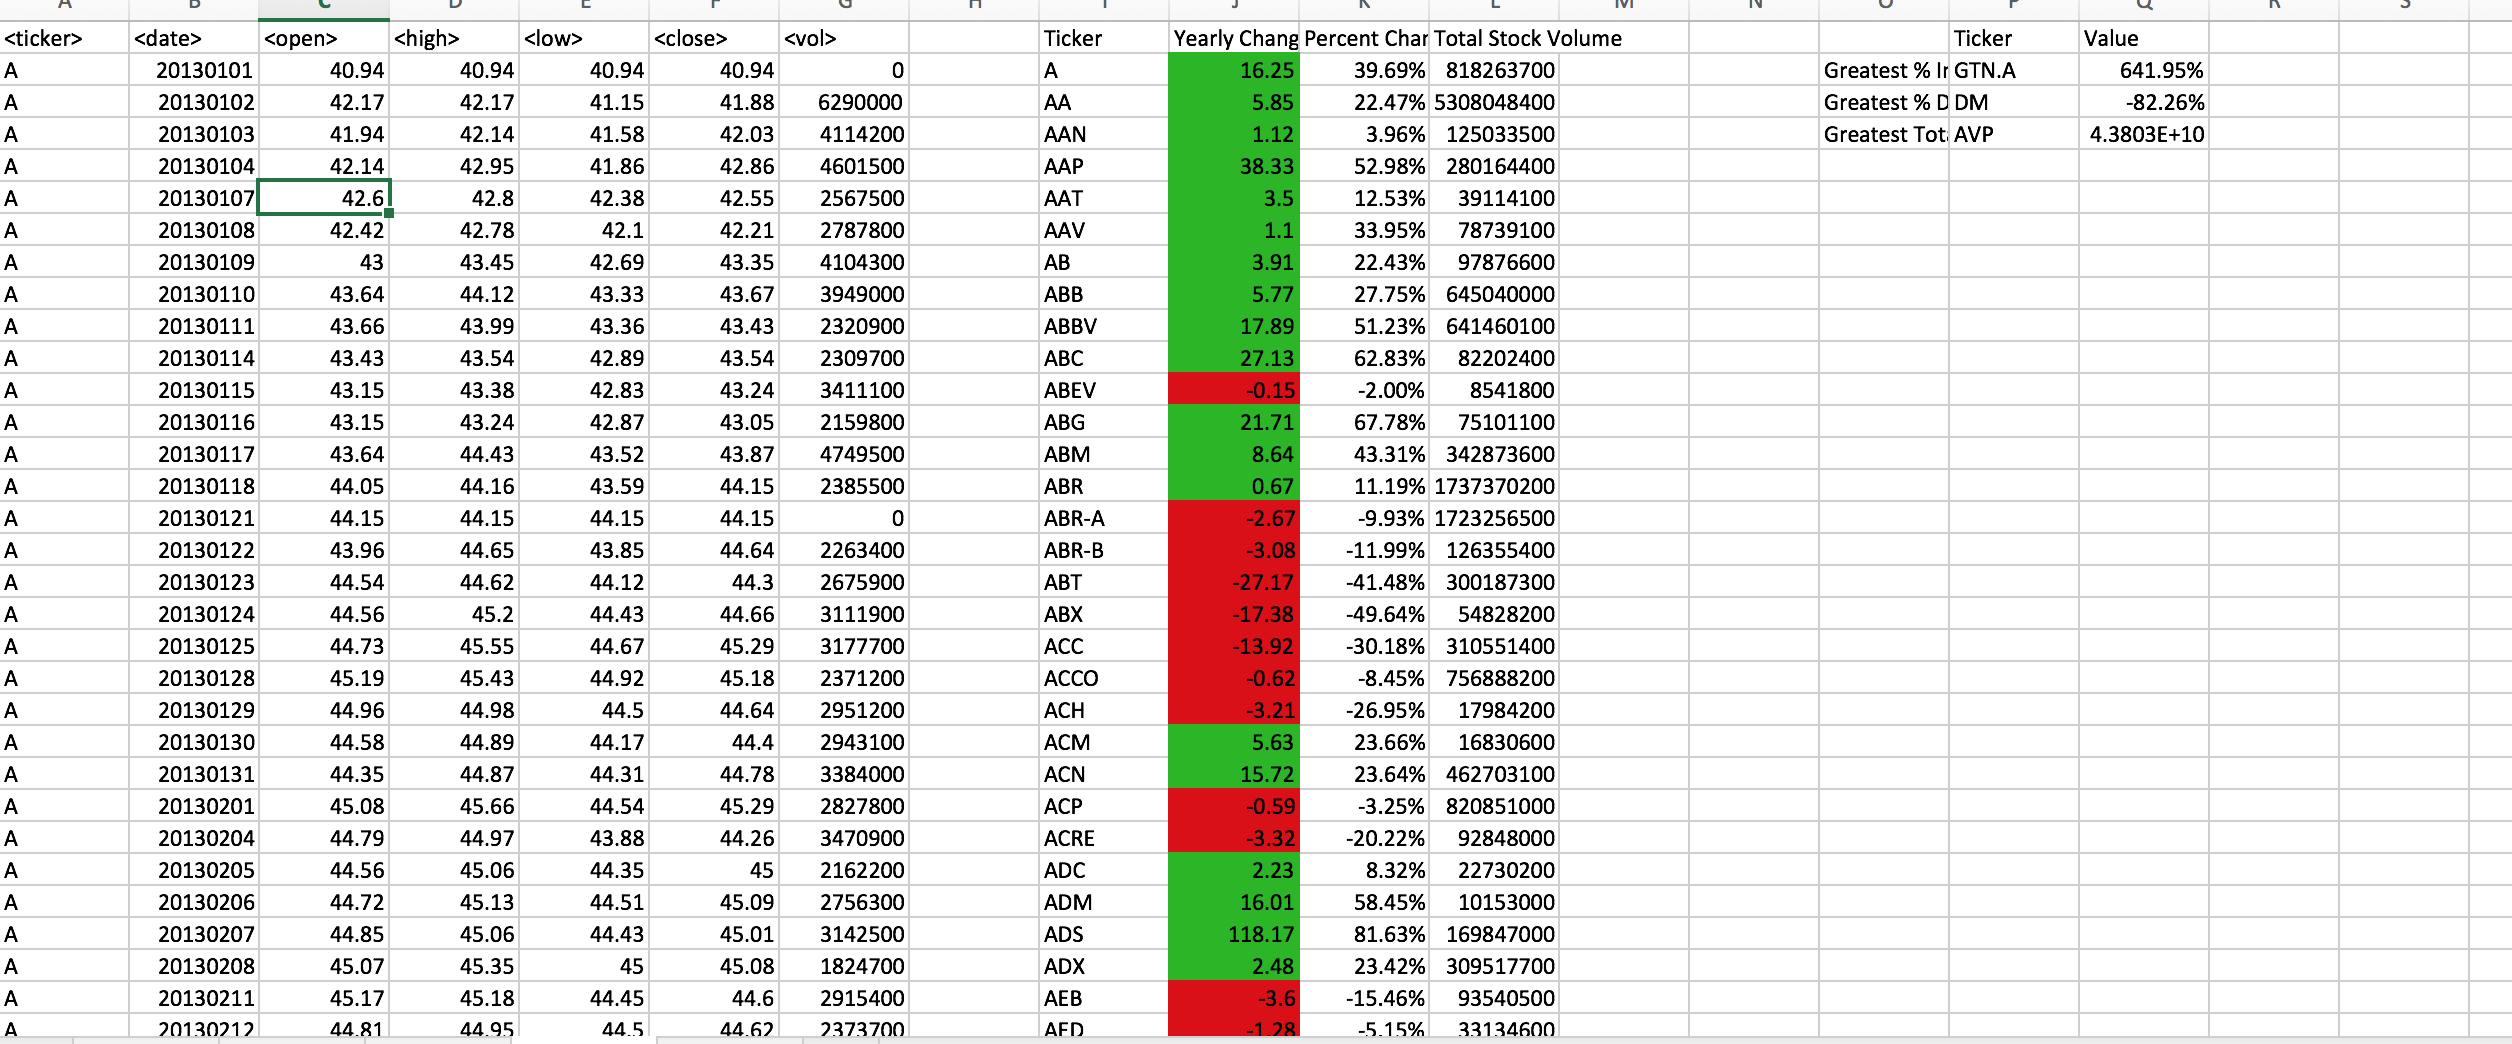 A B C D E F G H I J K L M N O P Q R S
<ticker> <date> <open> <high> <low> <close> <vol> Ticker Yearly Chang Percent Char Total Stock Volume Ticker Value
A 20130101 40.94 40.94 40.94 40.94 0 A 16.25 39.69% 818263700 Greatest % Ir GTN.A 641.95%
A 20130102 42.17 42.17 41.15 41.88 6290000 AA 5.85 22.47% 5308048400 Greatest % D DM -82.26%
A 20130103 41.94 42.14 41.58 42.03 4114200 AAN 1.12 3.96% 125033500 Greatest Tot AVP 4.3803E+10
A 20130104 42.14 42.95 41.86 42.86 4601500 AAP 38.33 52.98% 280164400
A 20130107 42.6 42.8 42.38 42.55 2567500 AAT 3.5 12.53% 39114100
A 20130108 42.42 42.78 42.1 42.21 2787800 AAV 1.1 33.95% 78739100
A 20130109 43 43.45 42.69 43.35 4104300 AB 3.91 22.43% 97876600
A 20130110 43.64 44.12 43.33 43.67 3949000 ABB 5.77 27.75% 645040000
A 20130111 43.66 43.99 43.36 43.43 2320900 ABBV 17.89 51.23% 641460100
A 20130114 43.43 43.54 42.89 43.54 2309700 ABC 27.13 62.83% 82202400
A 20130115 43.15 43.38 42.83 43.24 3411100 ABEV -0.15 -2.00% 8541800
A 20130116 43.15 43.24 42.87 43.05 2159800 ABG 21.71 67.78% 75101100
A 20130117 43.64 44.43 43.52 43.87 4749500 ABM 8.64 43.31% 342873600
A 20130118 44.05 44.16 43.59 44.15 2385500 ABR 0.67 11.19% 1737370200
A 20130121 44.15 44.15 44.15 44.15 0 ABR-A -2.67 -9.93% 1723256500
A 20130122 43.96 44.65 43.85 44.64 2263400 ABR-B -3.08 -11.99% 126355400
A 20130123 44.54 44.62 44.12 44.3 2675900 ABT -27.17 -41.48% 300187300
A 20130124 44.56 45.2 44.43 44.66 3111900 ABX -17.38 -49.64% 54828200
A 20130125 44.73 45.55 44.67 45.29 3177700 ACC -13.92 -30.18% 310551400
A 20130128 45.19 45.43 44.92 45.18 2371200 ACCO -0.62 -8.45% 756888200
A 20130129 44.96 44.98 44.5 44.64 2951200 ACH -3.21 -26.95% 17984200
A 20130130 44.58 44.89 44.17 44.4 2943100 ACM 5.63 23.66% 16830600
A 20130131 44.35 44.87 44.31 44.78 3384000 ACN 15.72 23.64% 462703100
A 20130201 45.08 45.66 44.54 45.29 2827800 ACP -0.59 -3.25% 820851000
A 20130204 44.79 44.97 43.88 44.26 3470900 ACRE -3.32 -20.22% 92848000
A 20130205 44.56 45.06 44.35 45 2162200 ADC 2.23 8.32% 22730200
A 20130206 44.72 45.13 44.51 45.09 2756300 ADM 16.01 58.45% 10153000
A 20130207 44.85 45.06 44.43 45.01 3142500 ADS 118.17 81.63% 169847000
A 20130208 45.07 45.35 45 45.08 1824700 ADX 2.48 23.42% 309517700
A 20130211 45.17 45.18 44.45 44.6 2915400 AEB -3.6 -15.46% 93540500
A 20130212 44.81 44.95 44.5 44.62 2373700 AED -1.28 -5.15% 33134600